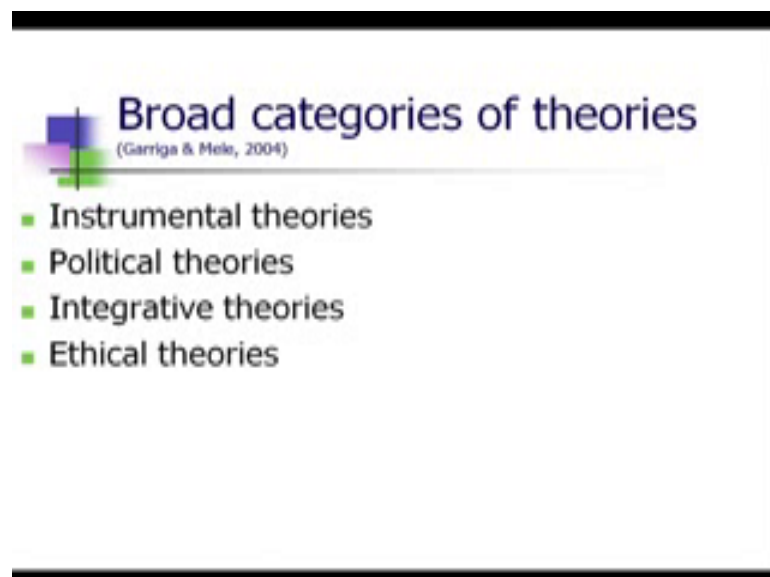 Broad categories of theories
(Garriga & Mele, 2004)
Instrumental theories
Political theories
Integrative theories
Ethical theories